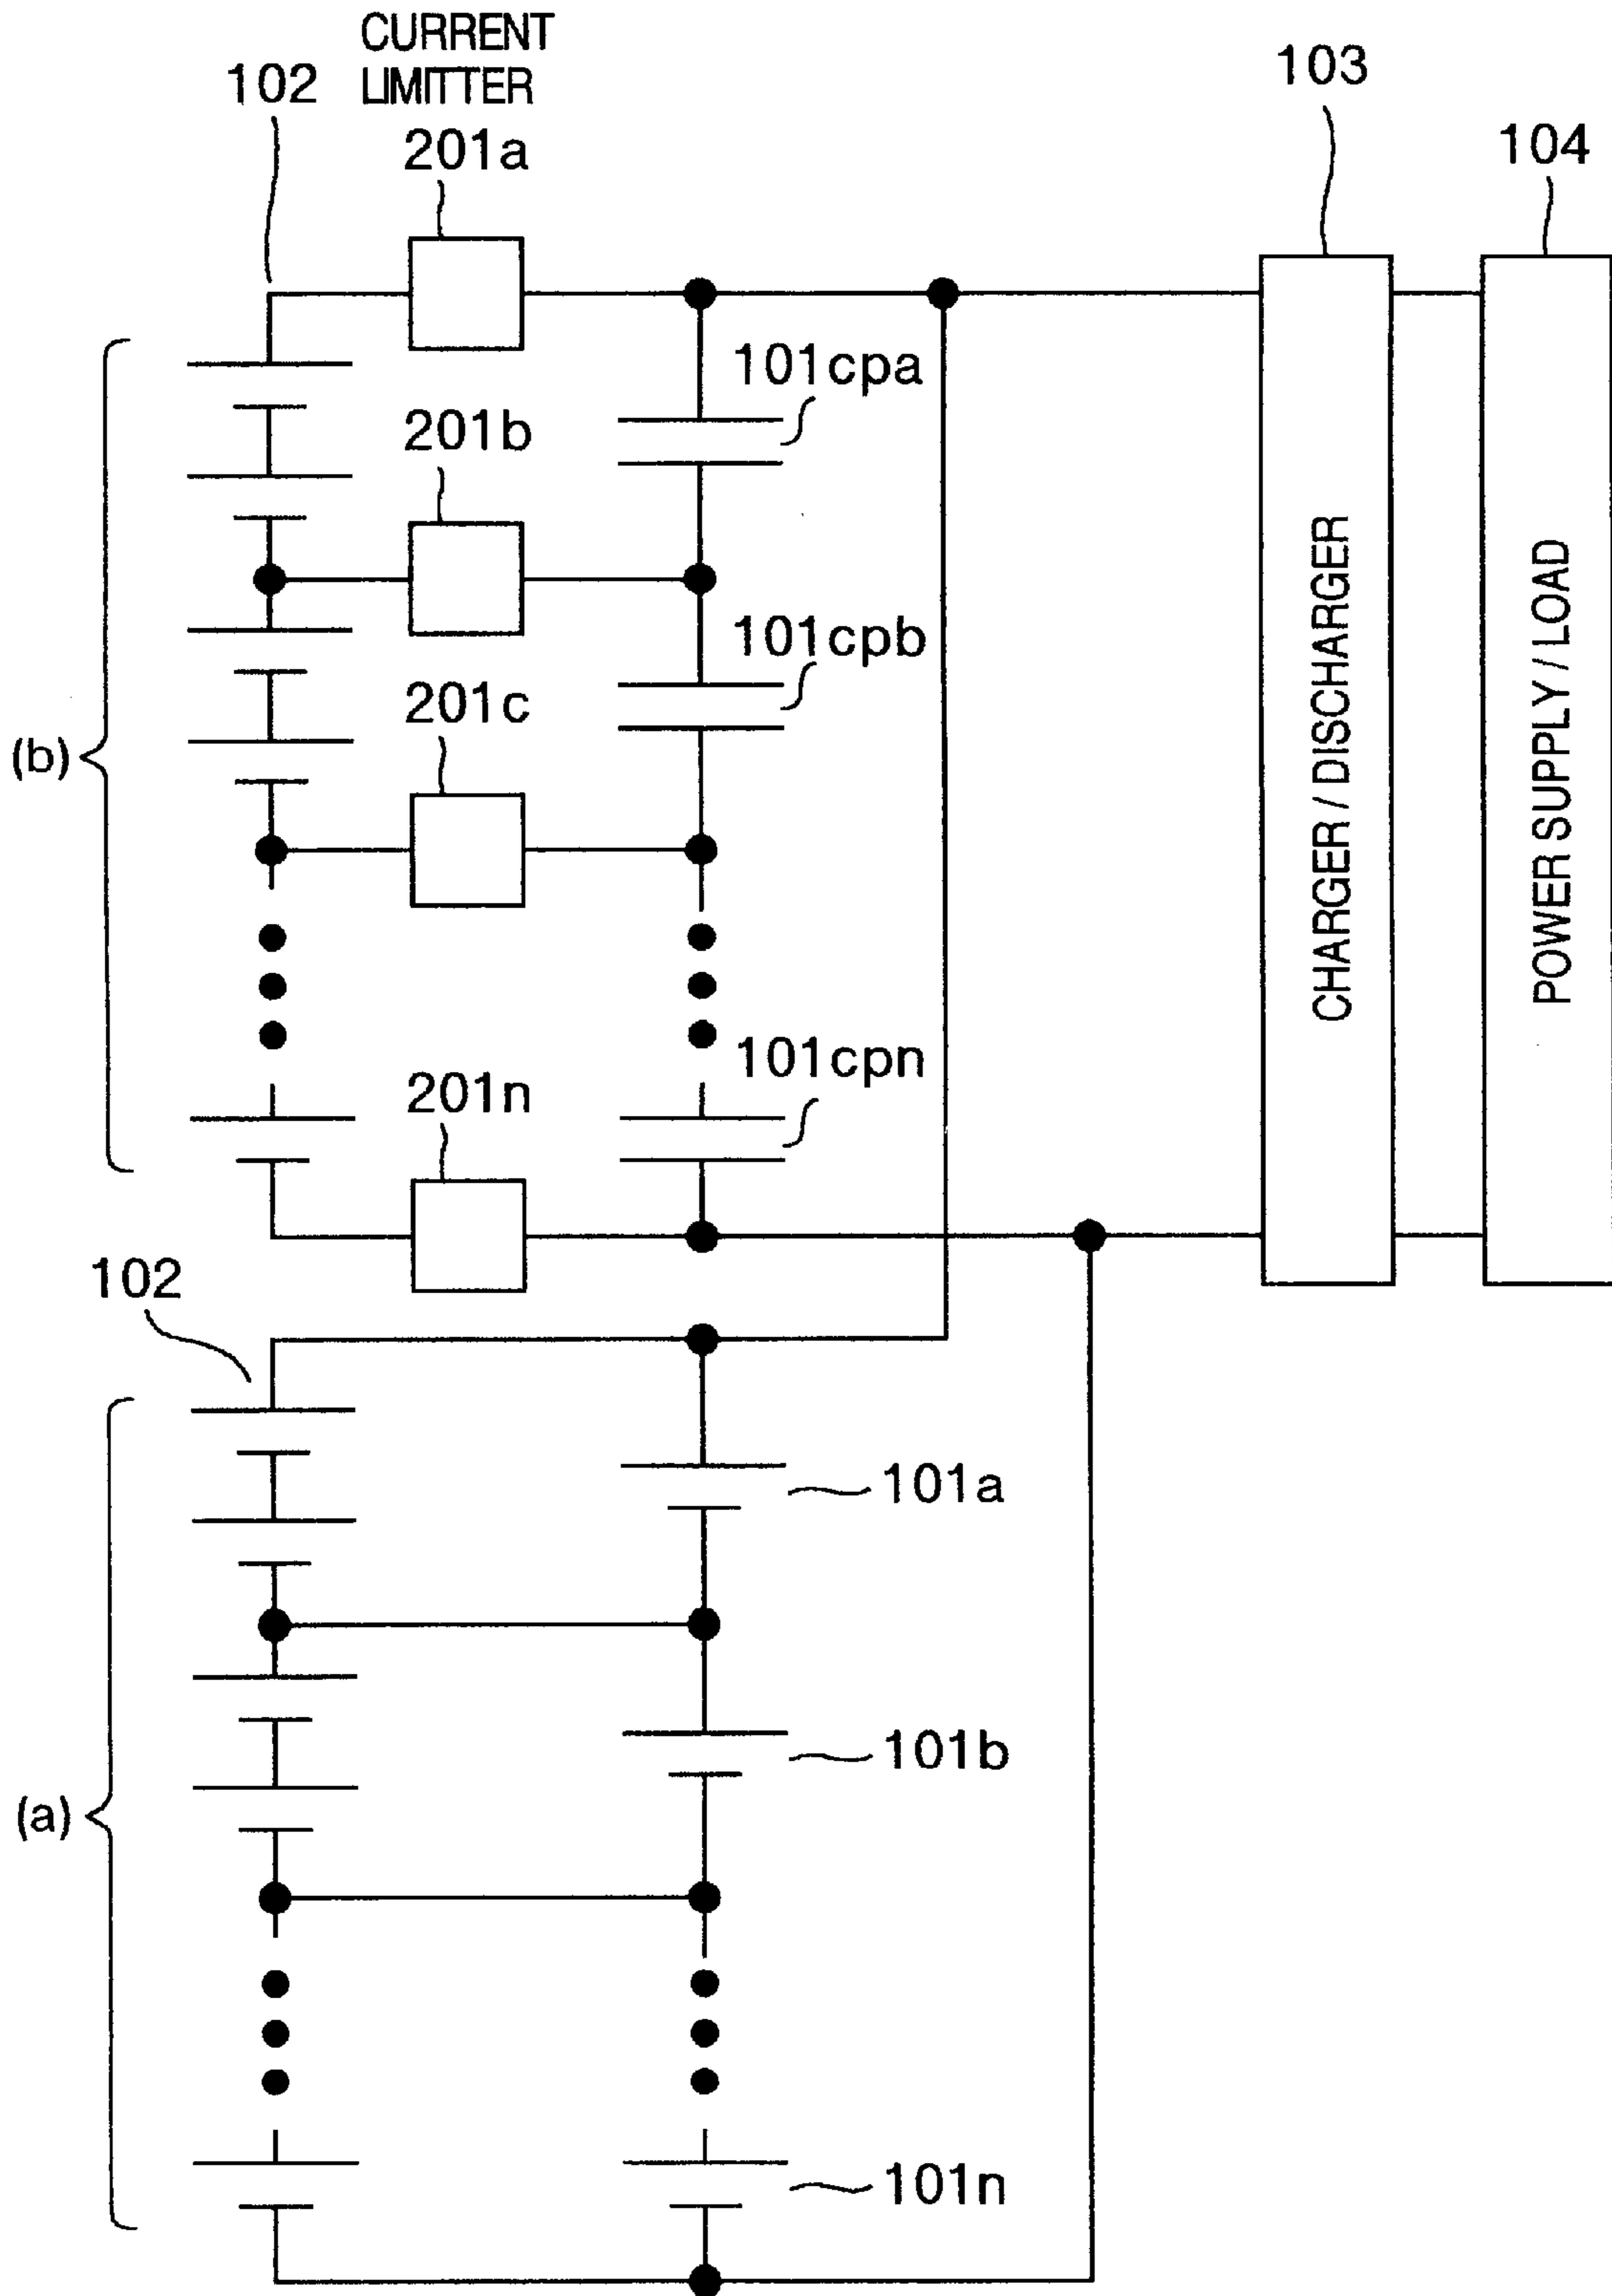 CURRENT
LIMITTER
102
201a
103
104
101cpa
201b
101cpb
201c
(b)
CHARGER / DISCHARGER
POWER SUPPLY / LOAD
101cpn
201n
102
101a
101b
(a)
101n